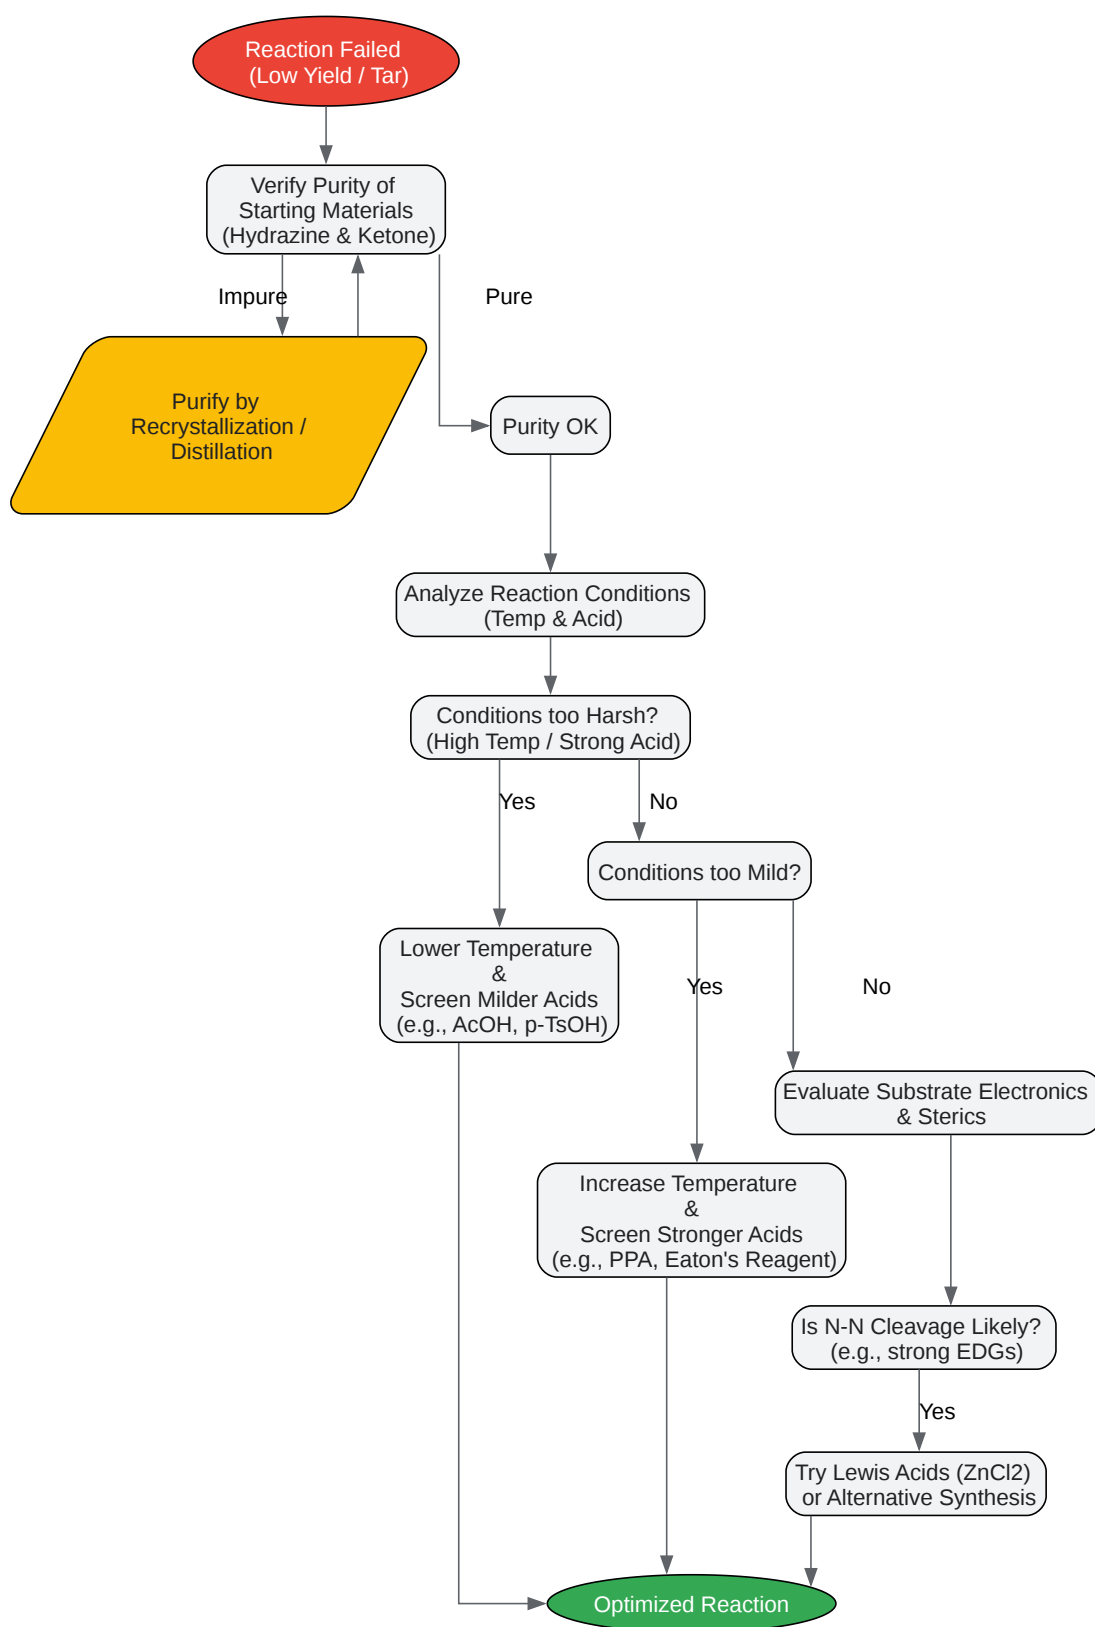 Reaction Failed
(Low Yield / Tar)
Verify Purity of
Starting Materials
(Hydrazine & Ketone)
Impure
Pure
Purify by
Recrystallization /
Distillation
Purity OK
Analyze Reaction Conditions
(Temp & Acid)
Conditions too Harsh?
(High Temp / Strong Acid)
Yes
No
Conditions too Mild?
Lower Temperature
&
Screen Milder Acids
(e.g., AcOH, p-TsOH)
Yes
No
Evaluate Substrate Electronics
& Sterics
Increase Temperature
&
Screen Stronger Acids
(e.g., PPA, Eaton's Reagent)
Is N-N Cleavage Likely?
(e.g., strong EDGs)
Yes
Try Lewis Acids (ZnCl2)
or Alternative Synthesis
Optimized Reaction